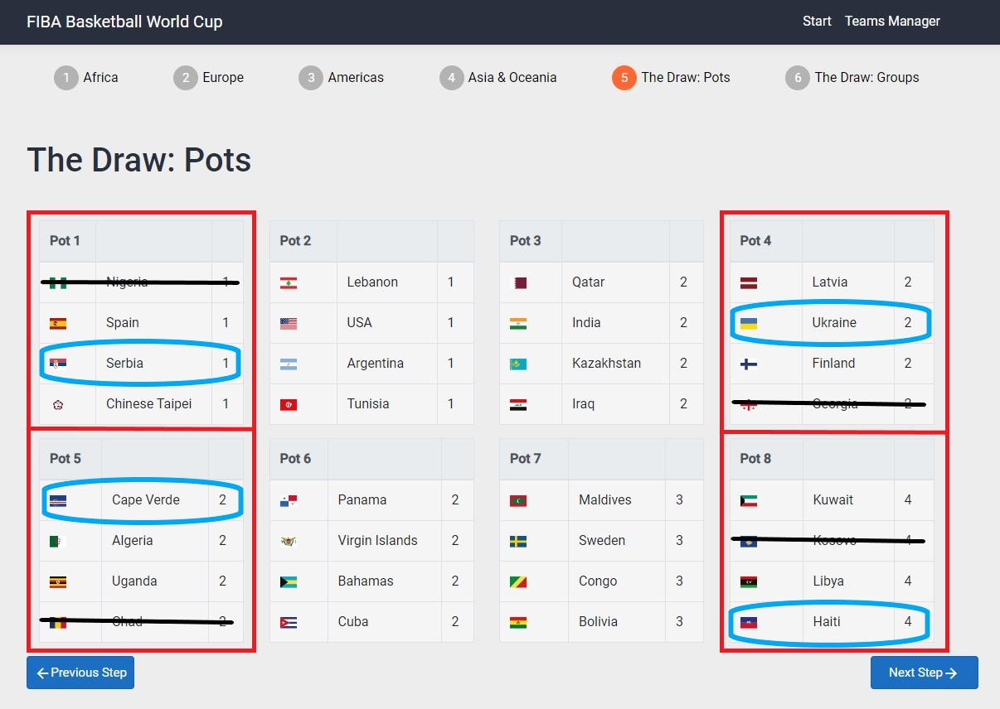 FIBA Basketball World Cup Start Teams Manager
1 Africa 2 Europe 3 Americas 4 Asia & Oceania 5 The Draw: Pots 6 The Draw: Groups
The Draw: Pots
Pot 1
Nigeria 1
Spain 1
Serbia 1
Chinese Taipei 1
Pot 2
Lebanon 1
USA 1
Argentina 1
Tunisia 1
Pot 3
Qatar 2
India 2
Kazakhstan 2
Iraq 2
Pot 4
Latvia 2
Ukraine 2
Finland 2
Georgia 2
Pot 5
Cape Verde 2
Algeria 2
Uganda 2
Chad 2
Pot 6
Panama 2
Virgin Islands 2
Bahamas 2
Cuba 2
Pot 7
Maldives 3
Sweden 3
Congo 3
Bolivia 3
Pot 8
Kuwait 4
Kosovo 4
Libya 4
Haiti 4
Previous Step
Next Step